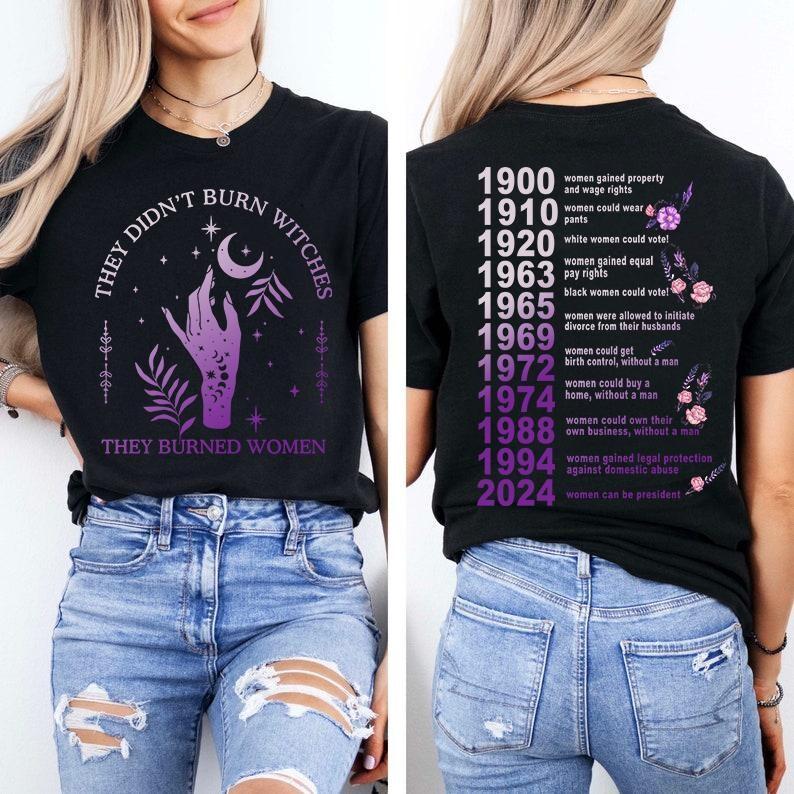 THEY DIDN'T BURN WITCHES
THEY BURNED WOMEN
1900 women gained property
and wage rights
1910 women could wear
pants
1920 white women could vote!
1963 women gained equal
pay rights
1965 black women could vote!
1969 women were allowed to initiate
divorce from their husbands
1972 women could get
birth control, without a man
1974 women could buy a
home, without a man
1988 women could own their
own business, without a man
1994 women gained legal protection
against domestic abuse
2024 women can be president